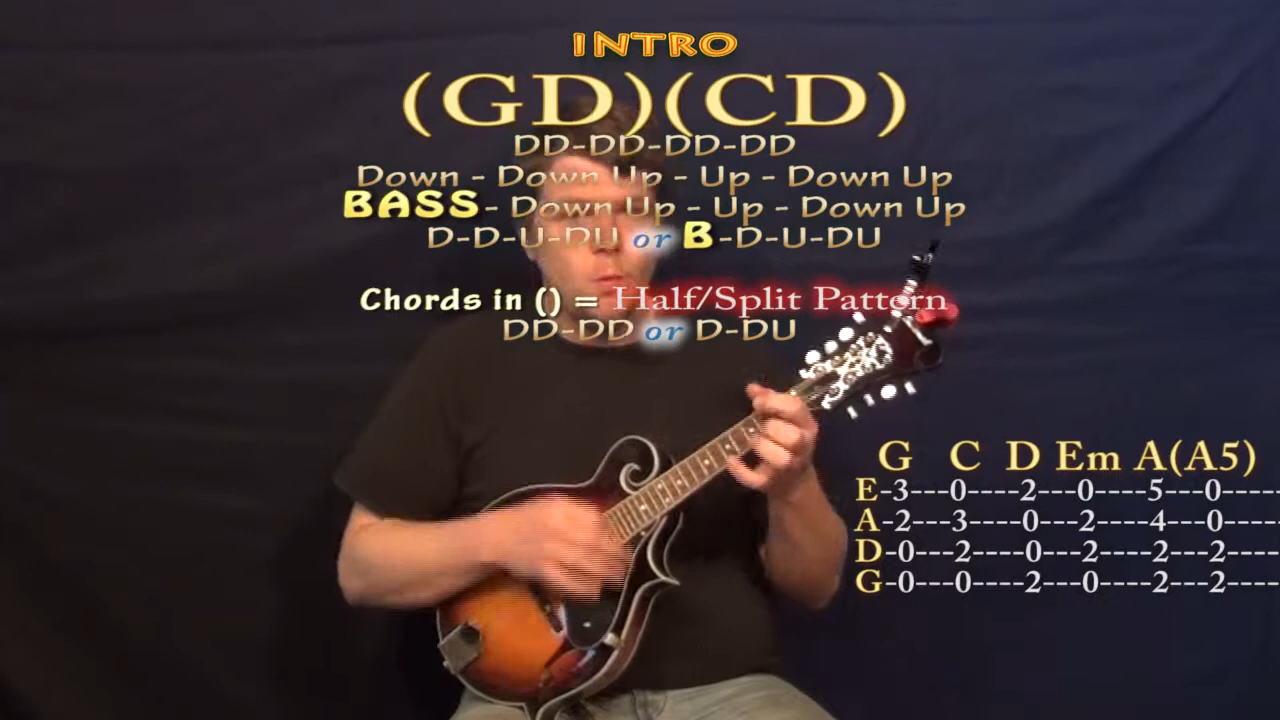 INTRO
(GD)(CD)
DD-DD-DD-DD
Down - Down Up - Up - Down Up
BASS - Down Up - Up - Down Up
D-D-U-DU or B-D-U-DU
Chords in () = Half/Split Pattern
DD-DD or D-DU
G C D Em A(A5)
E-3---0----2---0----5---0-----
A-2---3----0---2----4---0-----
D-0---2----0---2----2---2----
G-0---0----2---0----2---2----